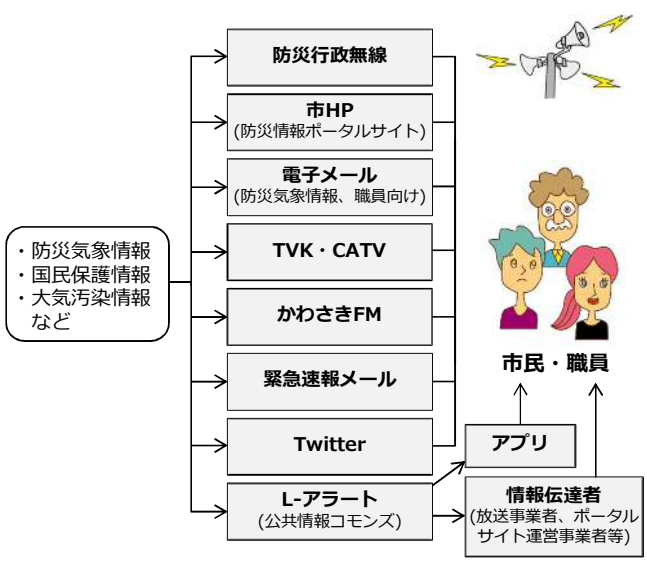 ・防災気象情報
・国民保護情報
・大気汚染情報
など
防災行政無線
市HP
(防災情報ポータルサイト)
電子メール
(防災気象情報、職員向け)
TVK・CATV
かわさきFM
緊急速報メール
Twitter
L-アラート
(公共情報コモンズ)
市民・職員
アプリ
情報伝達者
(放送事業者、ポータル
サイト運営事業者等)